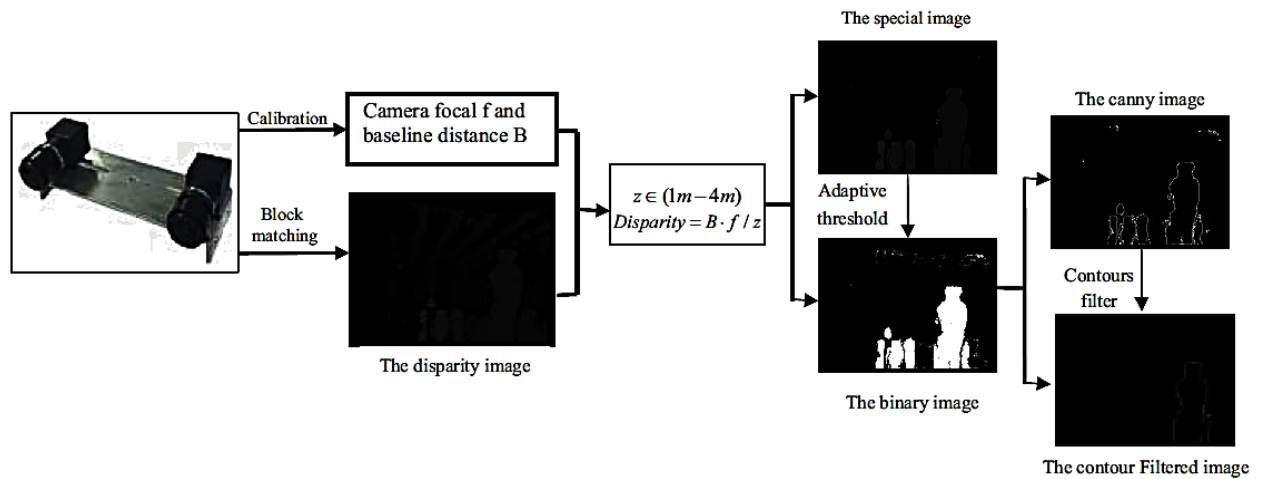 The special image
The canny image
Calibration
Camera focal f and
baseline distance B
Block
matching
z ∈ (1m − 4m)
Disparity = B · f / z
Adaptive
threshold
Contours
filter
The disparity image
The binary image
The contour Filtered image